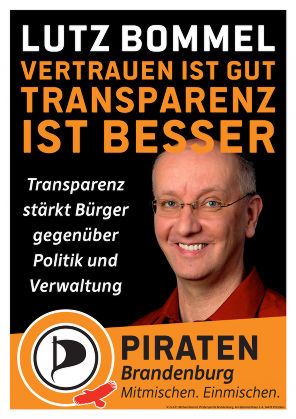 LUTZ BOMMEL
VERTRAUEN IST GUT
TRANSPARENZ
IST BESSER
Transparenz
stärkt Bürger
gegenüber
Politik und
Verwaltung
PIRATEN
Brandenburg
Mitmischen. Einmischen.